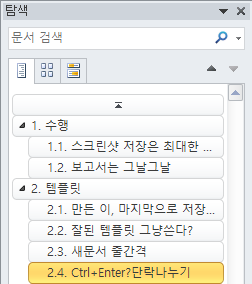 탐색
문서 검색
1. 수행
1.1. 스크린샷 저장은 최대한 ...
1.2. 보고서는 그날그날
2. 템플릿
2.1. 만든 이, 마지막으로 저장...
2.2. 잘된 템플릿 그냥쓴다?
2.3. 새문서 줄간격
2.4. Ctrl+Enter?단락나누기